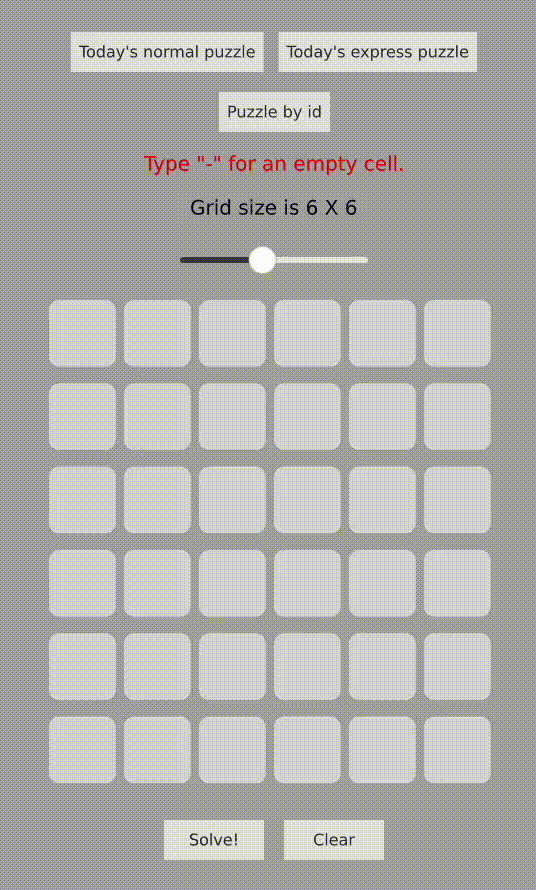 Today's normal puzzle Today's express puzzle
Puzzle by id
Type "-" for an empty cell.
Grid size is 6 X 6
Solve! Clear